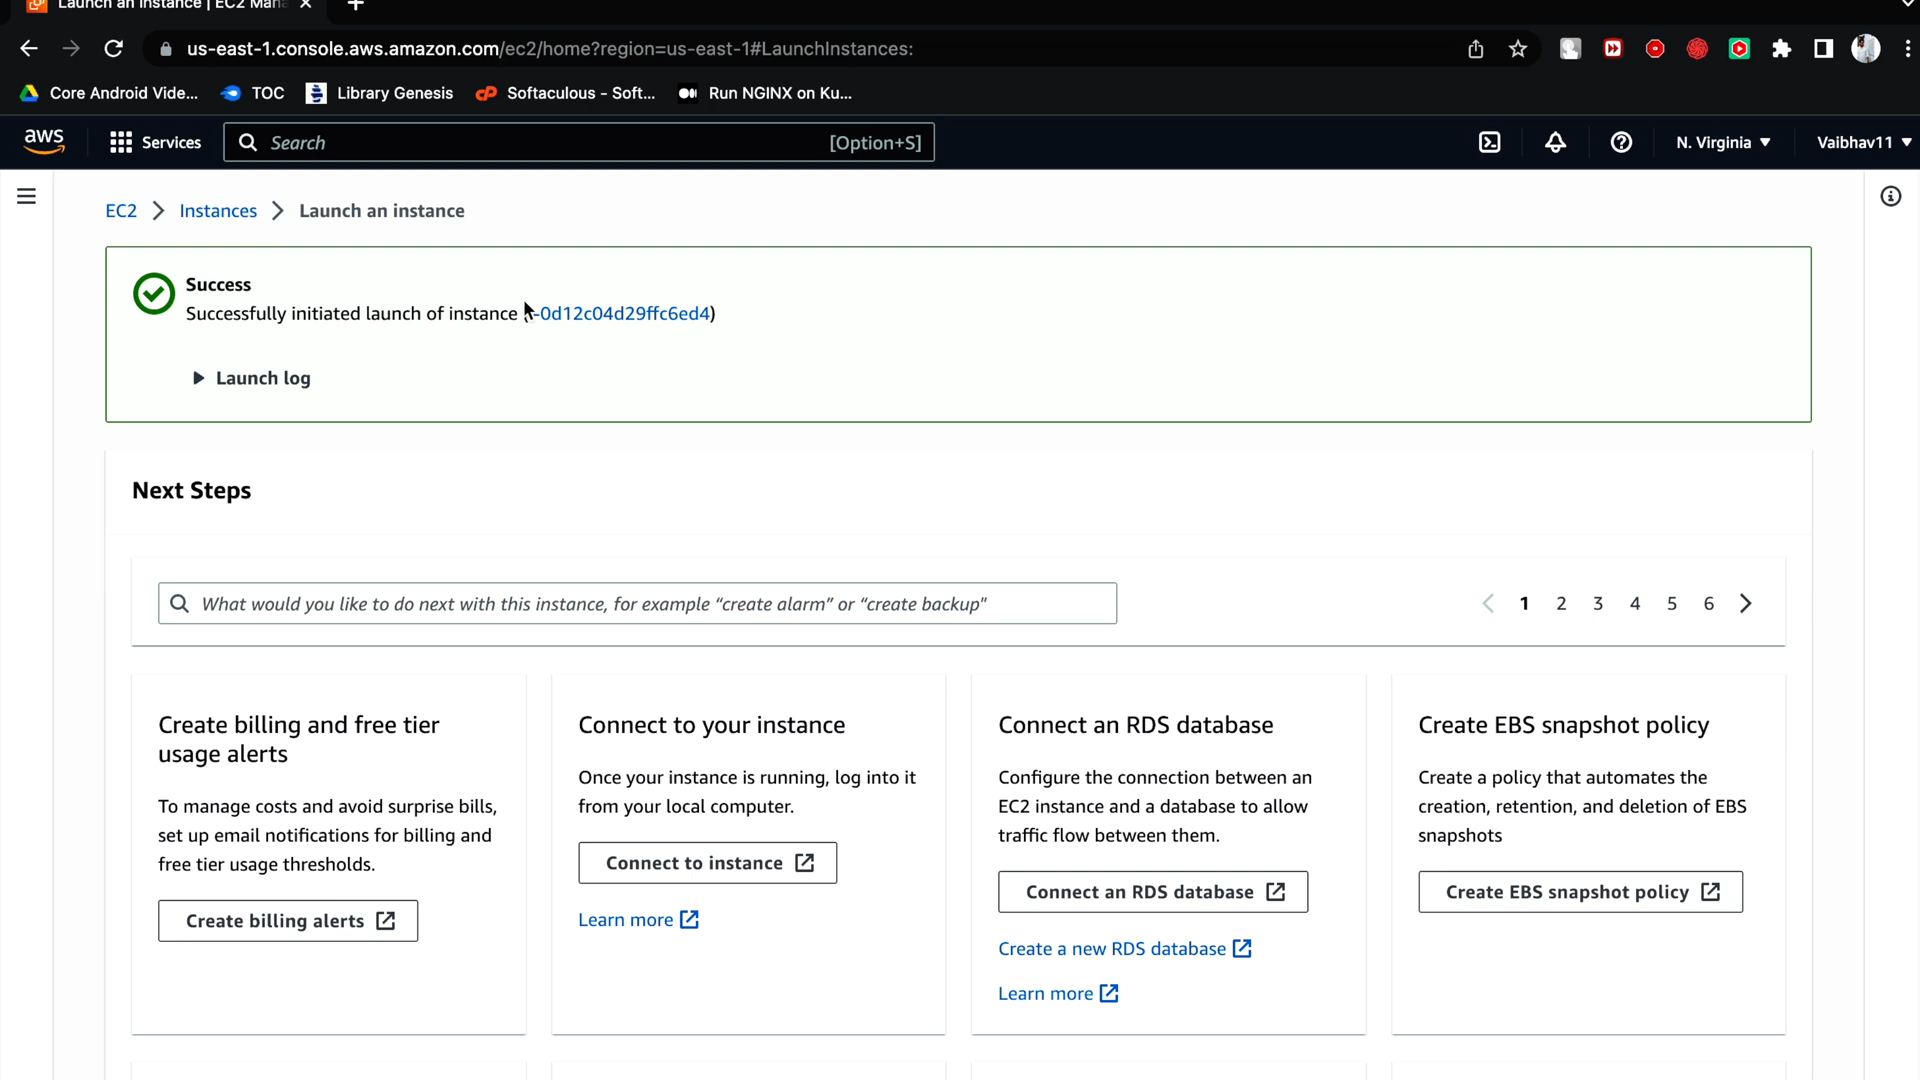 Launch an instance | EC2 Mana
us-east-1.console.aws.amazon.com/ec2/home?region=us-east-1#LaunchInstances:
Core Android Vide... TOC Library Genesis Softaculous - Soft... Run NGINX on Ku...
aws Services Search [Option+S] N. Virginia Vaibhav11
EC2 > Instances > Launch an instance
Success
Successfully initiated launch of instance -0d12c04d29ffc6ed4)
Launch log
Next Steps
What would you like to do next with this instance, for example “create alarm” or “create backup"
1 2 3 4 5 6
Create billing and free tier
usage alerts
To manage costs and avoid surprise bills,
set up email notifications for billing and
free tier usage thresholds.
Create billing alerts
Connect to your instance
Once your instance is running, log into it
from your local computer.
Connect to instance
Learn more
Connect an RDS database
Configure the connection between an
EC2 instance and a database to allow
traffic flow between them.
Connect an RDS database
Create a new RDS database
Learn more
Create EBS snapshot policy
Create a policy that automates the
creation, retention, and deletion of EBS
snapshots
Create EBS snapshot policy